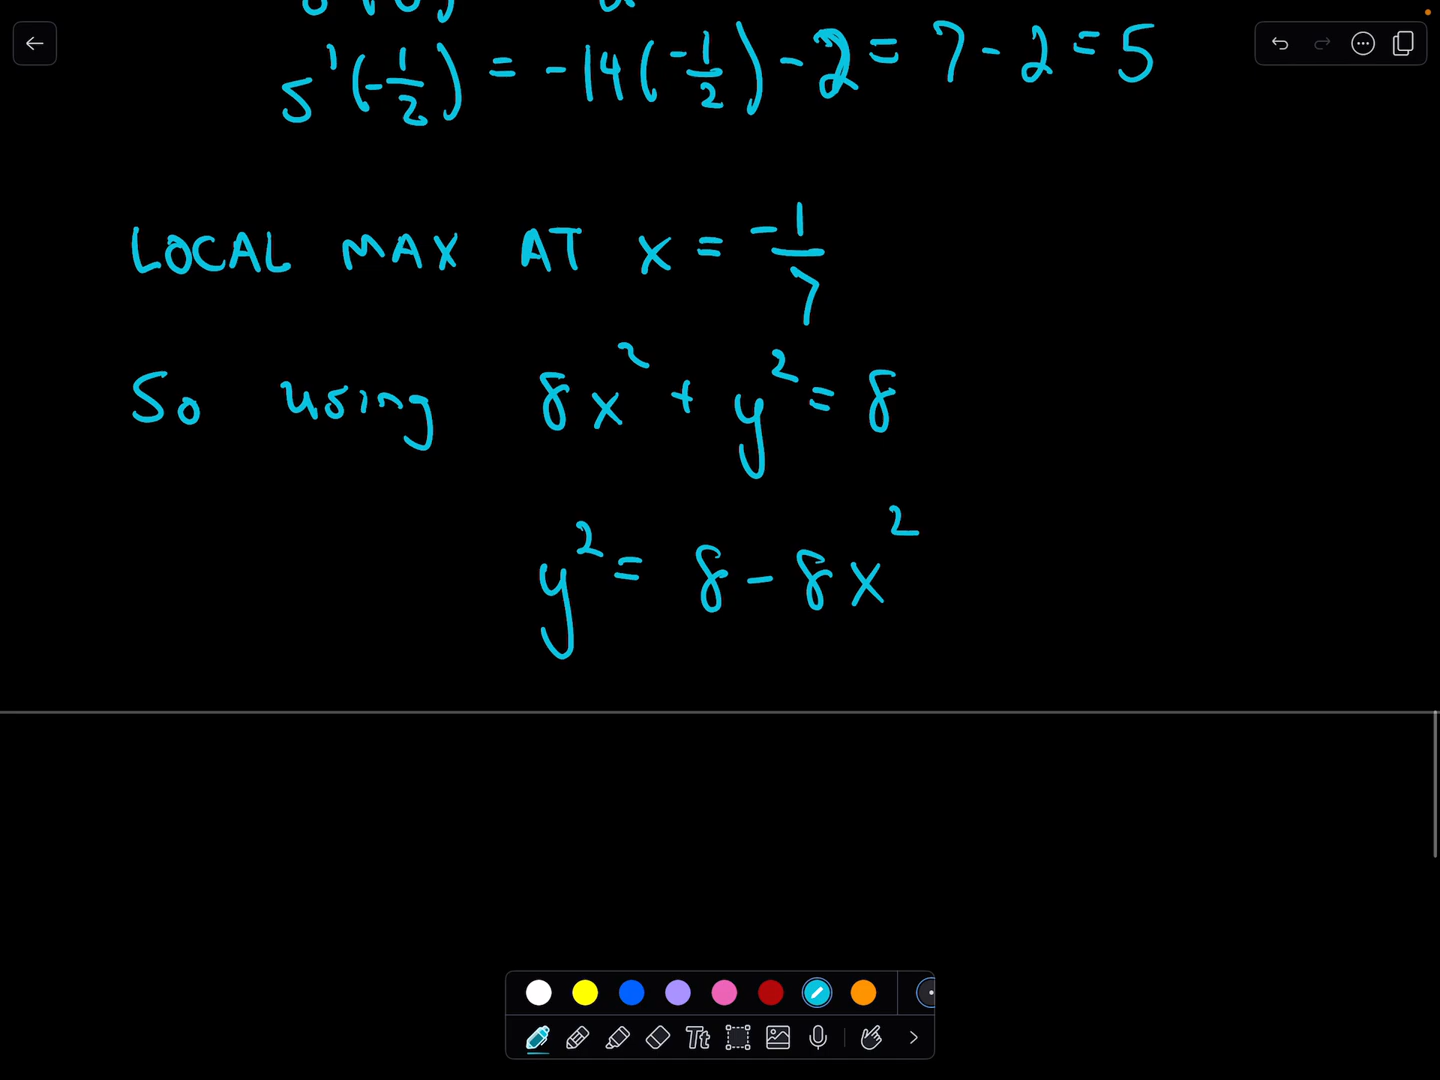 S'(-1/2) = -14(-1/2) - 2 = 7 - 2 = 5
LOCAL MAX AT x = -1/7
So using 8x² + y² = 8
y² = 8 - 8x²
Tt